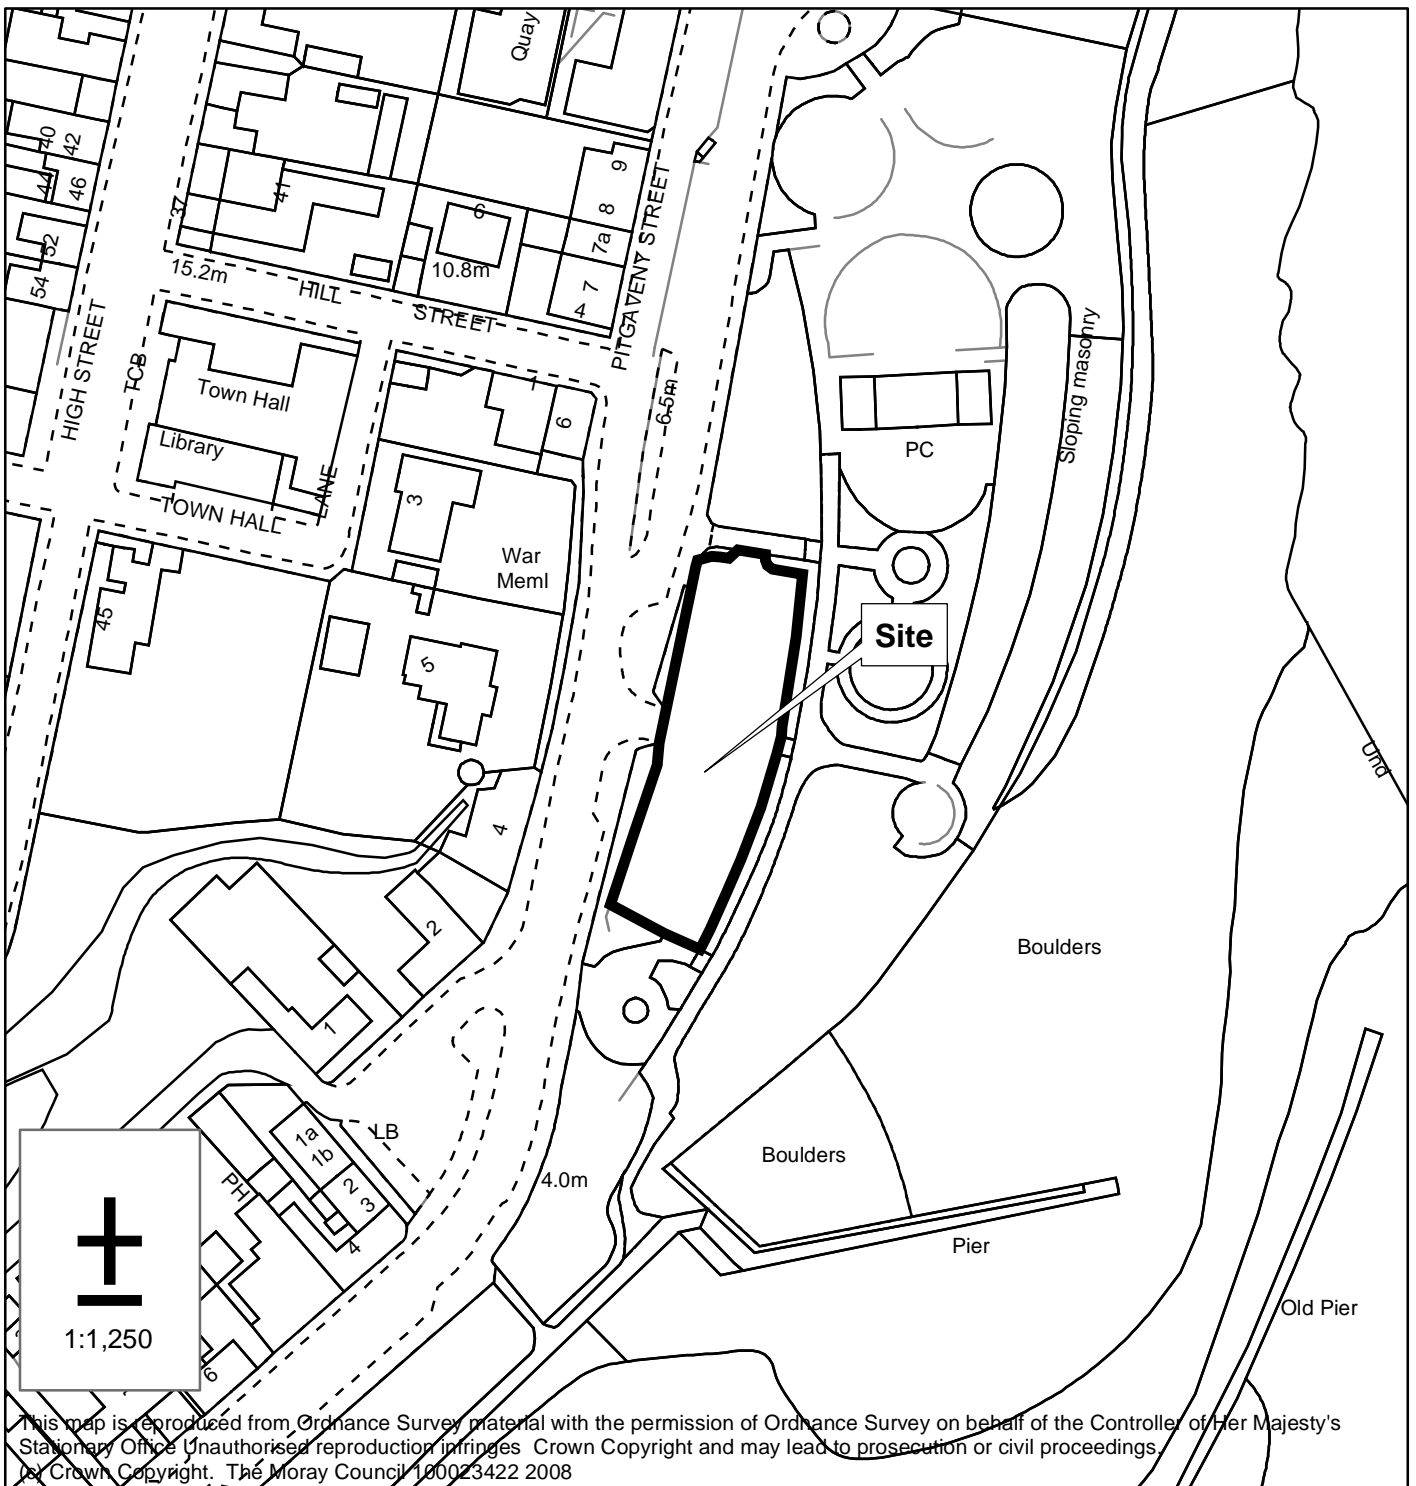 Quay
40
42
44
46
52
54
37
41
6
9
8
7a
7
4
15.2m
10.8m
HILL STREET
PITGAVENY STREET
HIGH STREET
TCB
Town Hall
Library
TOWN HALL LANE
1
6
3
6.5m
War
Meml
45
5
4
2
1
PC
Sloping masonry
Site
Und
Boulders
Boulders
LB
1a
1b
2
3
4
PH
4.0m
Pier
Old Pier
6
±
1:1,250
This map is reproduced from Ordnance Survey material with the permission of Ordnance Survey on behalf of the Controller of Her Majesty's
Stationary Office Unauthorised reproduction infringes Crown Copyright and may lead to prosecution or civil proceedings.
(c) Crown Copyright. The Moray Council 100023422 2008